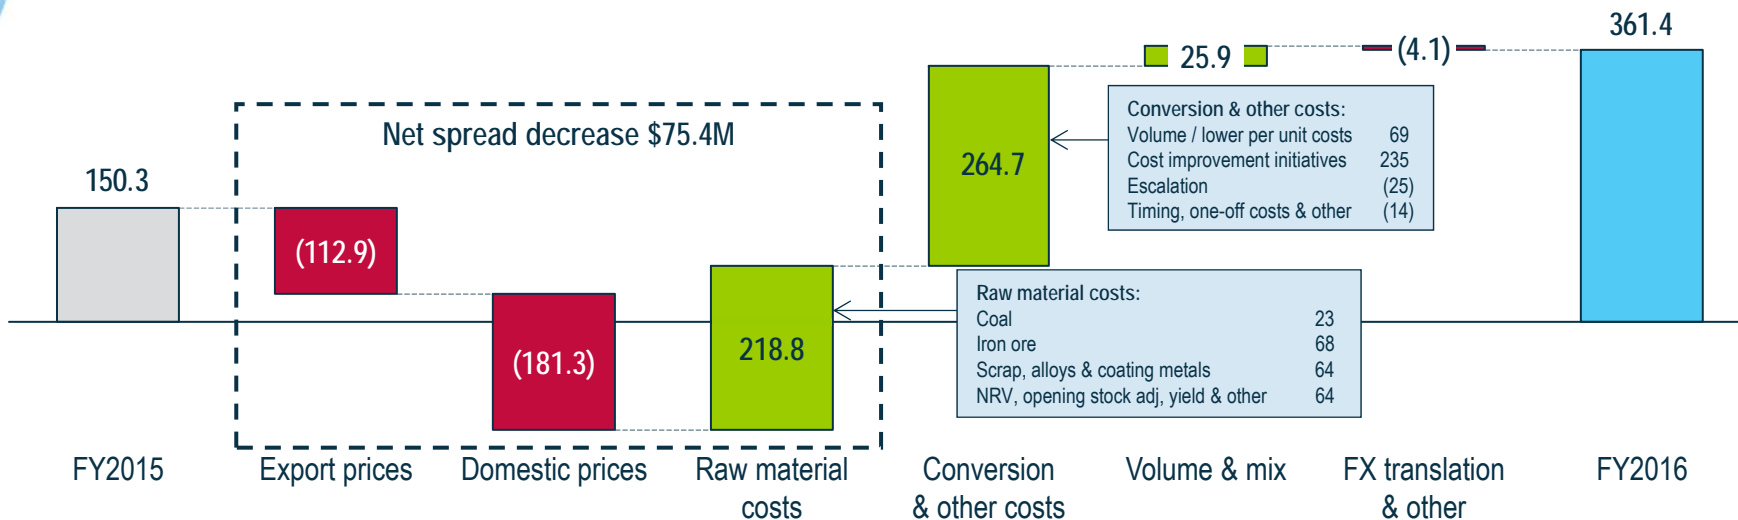 361.4
25.9
(4.1)
Conversion & other costs:
Volume / lower per unit costs 69
Cost improvement initiatives 235
Escalation (25)
Timing, one-off costs & other (14)
Net spread decrease $75.4M
264.7
150.3
(112.9)
Raw material costs:
Coal 23
Iron ore 68
Scrap, alloys & coating metals 64
NRV, opening stock adj, yield & other 64
(181.3)
218.8
FY2015
Export prices
Domestic prices
Raw material
costs
Conversion
& other costs
Volume & mix
FX translation
& other
FY2016